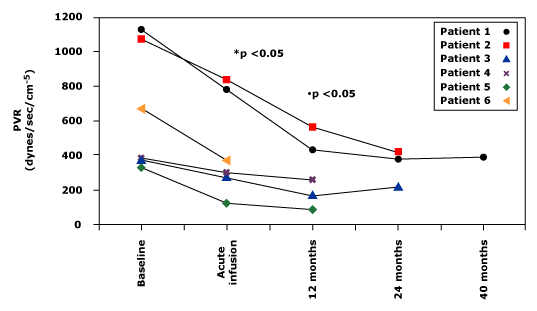 1200
1000
800
600
400
200
0
PVR
(dynes/sec/cm-5)
*p <0.05
•p <0.05
Patient 1
Patient 2
Patient 3
Patient 4
Patient 5
Patient 6
Baseline
Acute
infusion
12 months
24 months
40 months